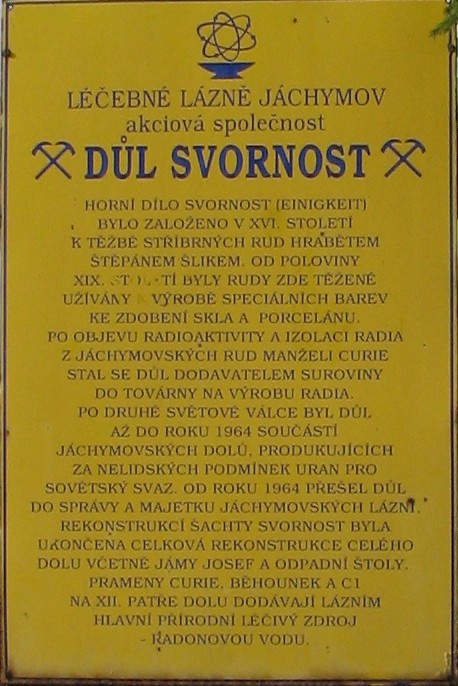 LÉČEBNÉ LÁZNĚ JÁCHYMOV
akciová společnost
DŮL SVORNOST
HORNÍ DÍLO SVORNOST (EINIGKEIT)
BYLO ZALOŽENO V XVI. STOLETÍ
K TĚŽBĚ STŘÍBRNÝCH RUD HRABĚTEM
ŠTĚPÁNEM ŠLIKEM. OD POLOVINY
XIX. BYLY RUDY ZDE TĚŽENÉ
UŽÍVÁNY VÝROBĚ SPECIÁLNÍCH BAREV
KE ZDOBENÍ SKLA A PORCELÁNU.
PO OBJEVU RADIOAKTIVITY A IZOLACI RADIA
Z JÁCHYMOVSKÝCH RUD MANŽELI CURIE
STAL SE DŮL DODAVATELEM SUROVINY
DO TOVÁRNY NA VÝROBU RADIA.
PO DRUHÉ SVĚTOVÉ VÁLCE BYL DŮL
AŽ DO ROKU 1964 SOUČÁSTÍ
JÁCHYMOVSKÝCH DOLŮ, PRODUKUJÍCÍCH
ZA NELIDSKÝCH PODMÍNEK URAN PRO
SOVĚTSKÝ SVAZ. OD ROKU 1964 PŘEŠEL DŮL
DO SPRÁVY A MAJETKU JÁCHYMOVSKÝCH LÁZNÍ.
REKONSTRUKCÍ ŠACHTY SVORNOST BYLA
UKONČENA CELKOVÁ REKONSTRUKCE CELÉHO
DOLU VČETNĚ JÁMY JOSEF A ODPADNÍ ŠTOLY.
PRAMENY CURIE, BĚHOUNEK A C1
NA XII. PATŘE DOLU DODÁVAJÍ LÁZNÍM
HLAVNÍ PŘÍRODNÍ LÉČIVÝ ZDROJ
- RADONOVOU VODU.